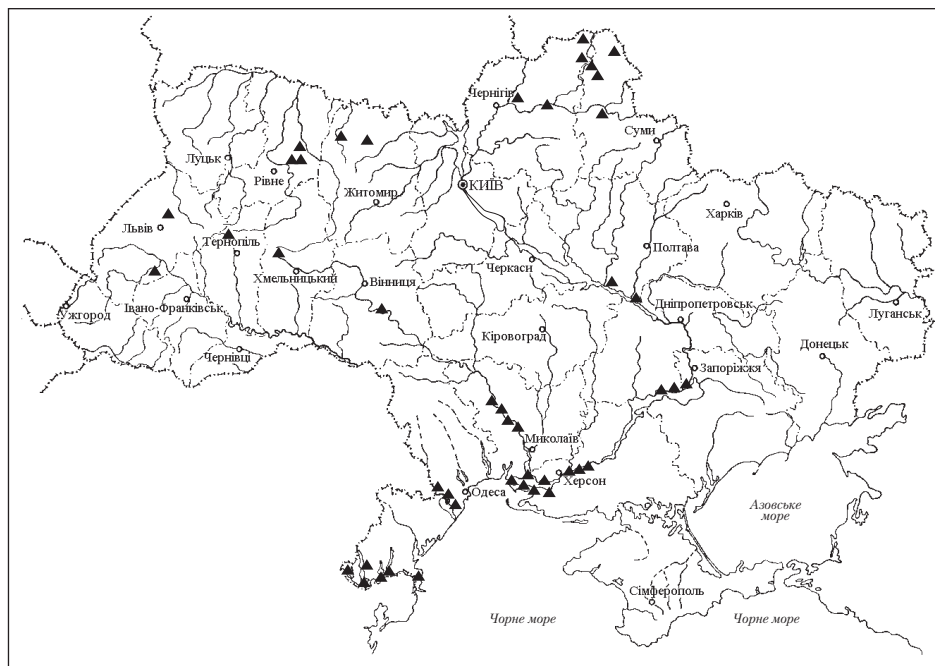 Чернігів
Суми
Луцьк
Рівне
КИЇВ
Житомир
Харків
Львів
Тернопіль
Полтава
Хмельницький
Черкаси
Вінниця
Ужгород
Івано-Франківськ
Дніпропетровськ
Луганськ
Кіровоград
Донецьк
Чернівці
Запоріжжя
Миколаїв
Херсон
Одеса
Азовське
море
Сімферополь
Чорне море
Чорне море